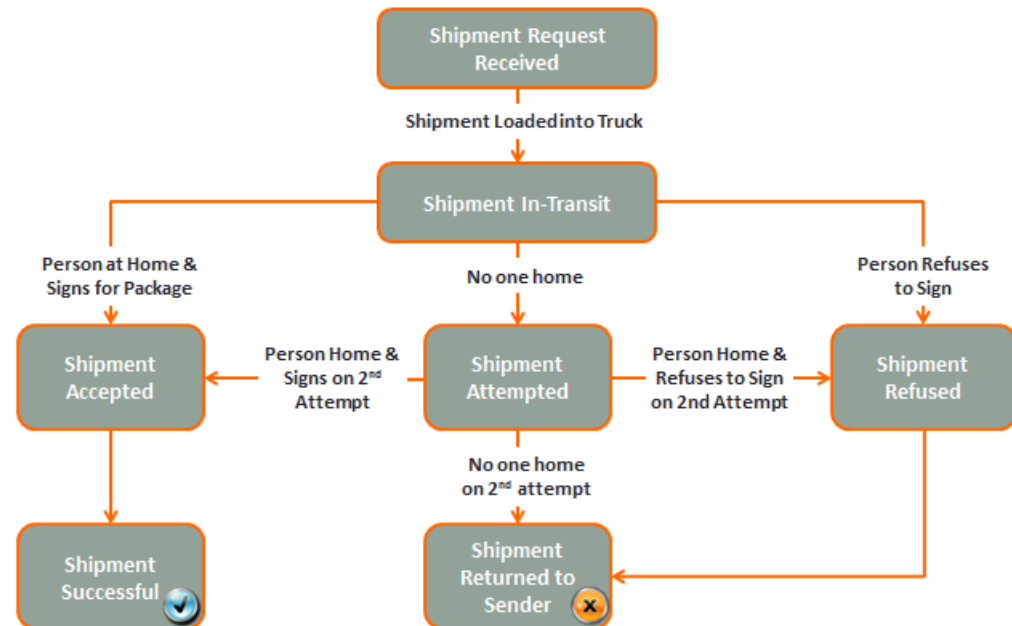 Shipment Request
Received
Shipment Loaded into Truck
Shipment In-Transit
Person at Home &
Signs for Package
No one home
Person Refuses
to Sign
Shipment
Accepted
Person Home &
Signs on 2nd
Attempt
Shipment
Attempted
Person Home &
Refuses to Sign
on 2nd Attempt
Shipment
Refused
No one home
on 2nd attempt
Shipment
Successful
Shipment
Returned to
Sender